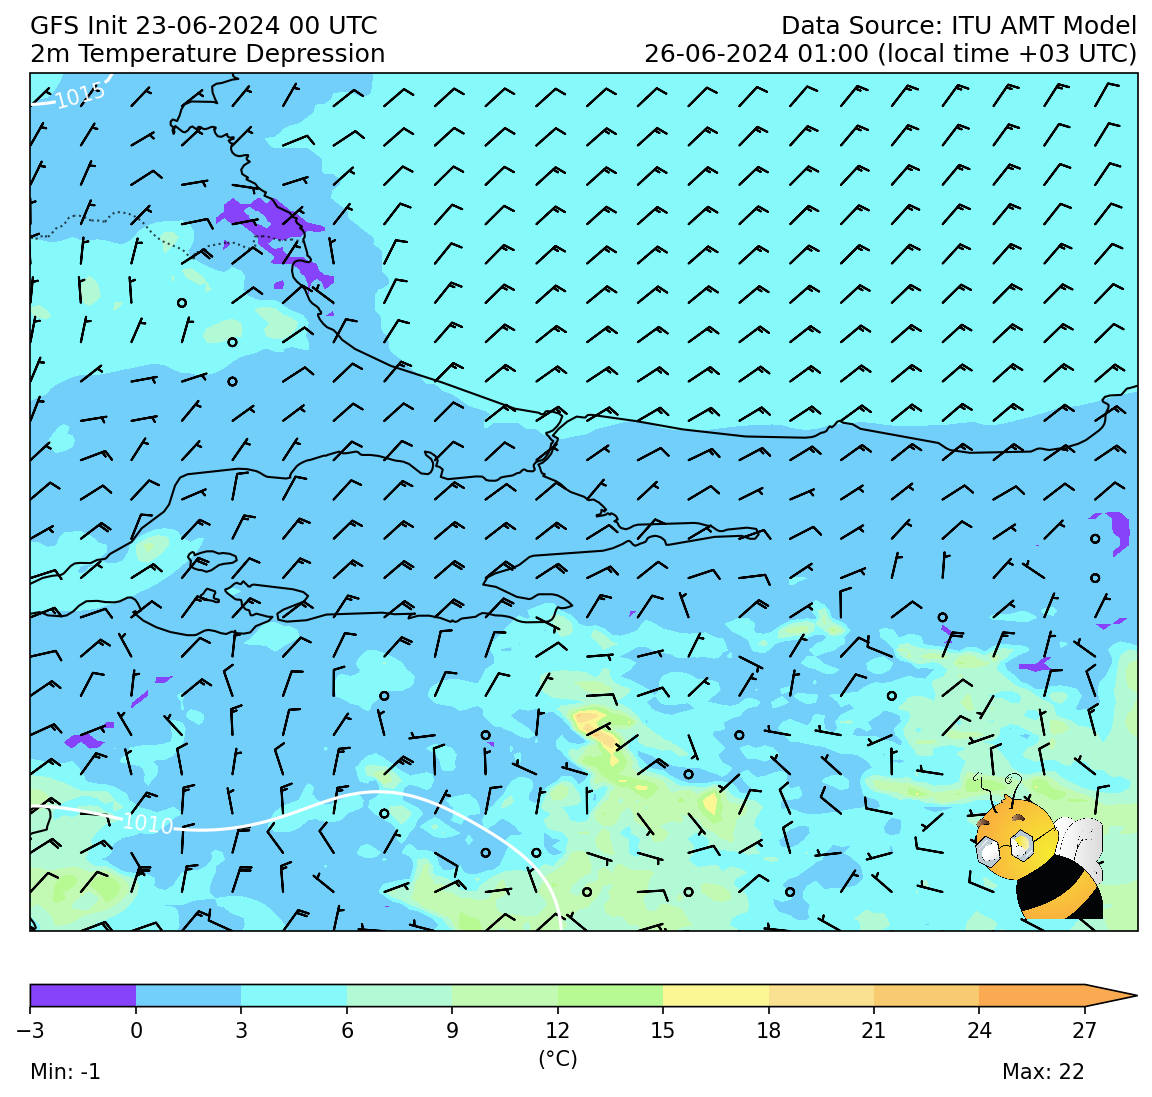 GFS Init 23-06-2024 00 UTC
Data Source: ITU AMT Model
2m Temperature Depression
26-06-2024 01:00 (local time +03 UTC)
1015
1010
−3 0 3 6 9 12 15 18 21 24 27
(°C)
Min: -1
Max: 22